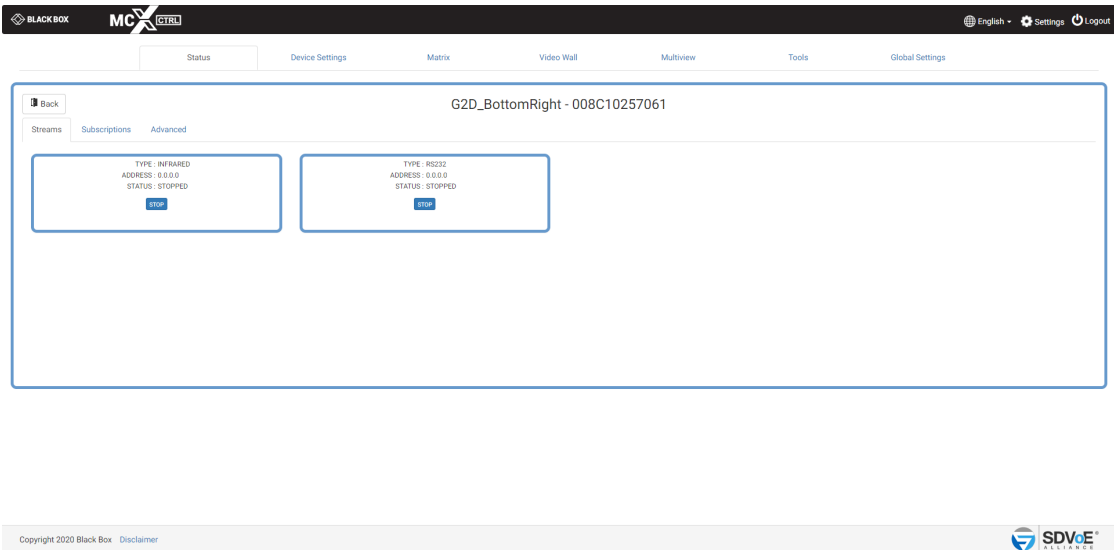 BLACK BOX MCX CTRL English Settings Logout
Status Device Settings Matrix Video Wall Multiview Tools Global Settings
Back G2D_BottomRight - 008C10257061
Streams Subscriptions Advanced
TYPE : INFRARED
ADDRESS : 0.0.0.0
STATUS : STOPPED
STOP
TYPE : RS232
ADDRESS : 0.0.0.0
STATUS : STOPPED
STOP
Copyright 2020 Black Box Disclaimer
SDVoE®
ALLIANCE